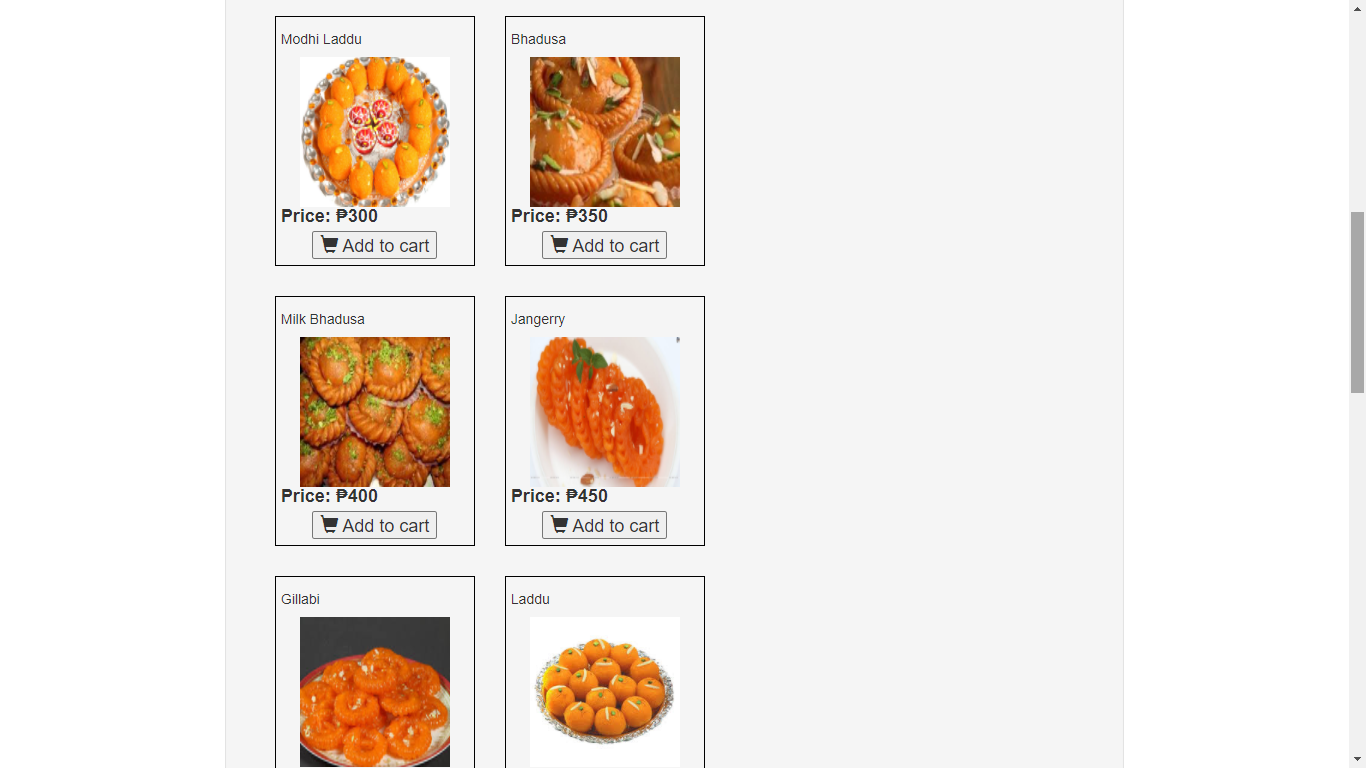 Modhi Laddu
Bhadusa
Price: ₱300
Price: ₱350
Add to cart
Add to cart
Milk Bhadusa
Jangerry
Price: ₱400
Price: ₱450
Add to cart
Add to cart
Gillabi
Laddu